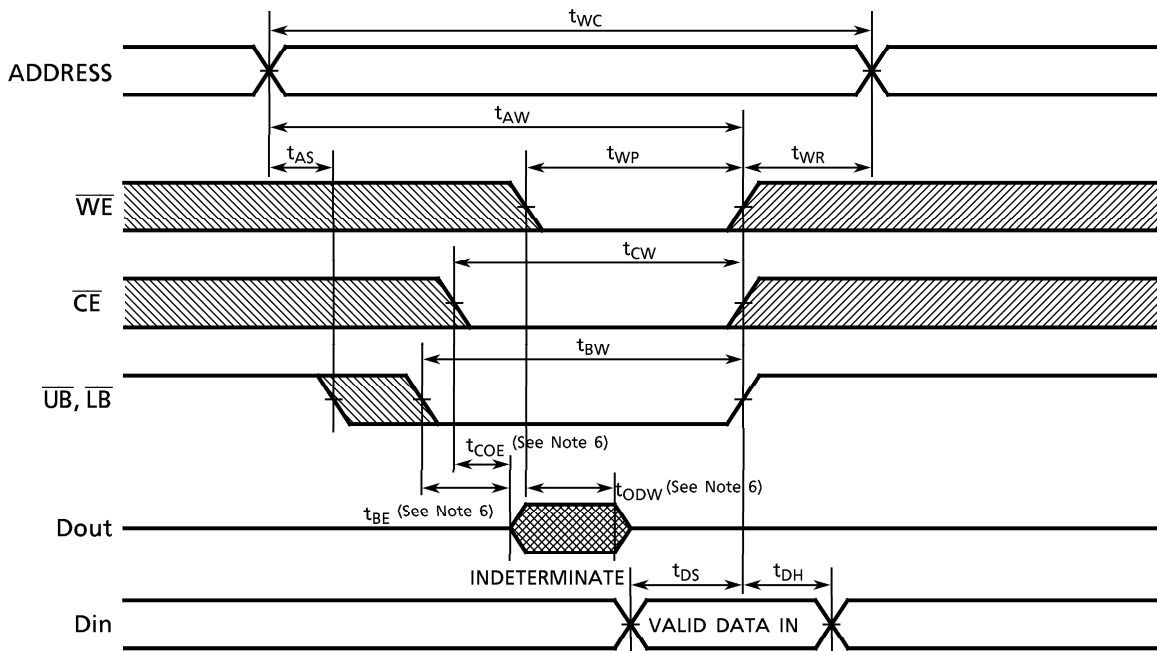 tWC
ADDRESS
tAW
tAS
tWP
tWR
WE
tCW
CE
tBW
UB, LB
tCOE (See Note 6)
tODW (See Note 6)
tBE (See Note 6)
Dout
INDETERMINATE
tDS
tDH
Din
VALID DATA IN